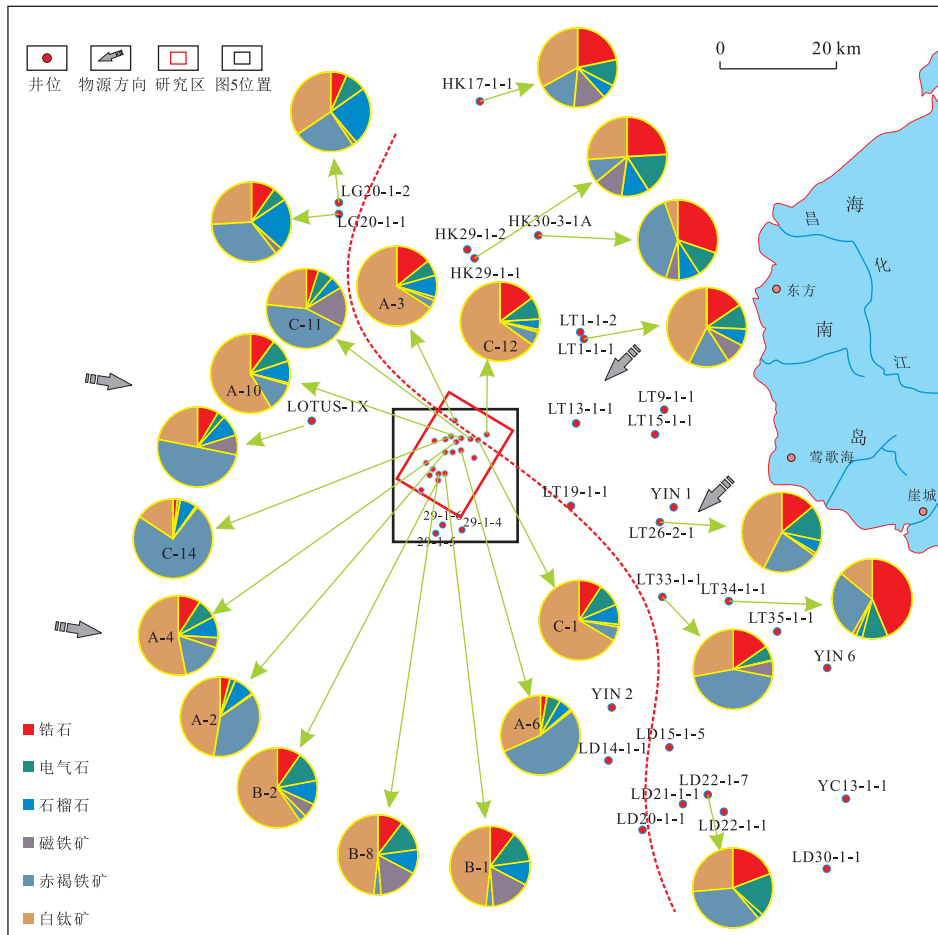 井位
物源方向
研究区
图5位置
0
20 km
HK17-1-1
LG20-1-2
LG20-1-1
HK30-3-1A
HK29-1-2
HK29-1-1
A-3
C-11
C-12
LT1-1-2
LT1-1-1
A-10
LOTUS-1X
LT9-1-1
LT13-1-1
LT15-1-1
海
昌
化
东方
南
江
岛
莺歌海
崖城
LT19-1-1
YIN 1
LT26-2-1
29-1-6
29-1-4
29-1-5
C-14
LT33-1-1
LT34-1-1
C-1
LT35-1-1
A-4
YIN 6
YIN 2
A-2
A-6
LD15-1-5
LD14-1-1
B-2
LD22-1-7
LD21-1-1
YC13-1-1
LD20-1-1
LD22-1-1
B-8
B-1
LD30-1-1
锆石
电气石
石榴石
磁铁矿
赤褐铁矿
白钛矿